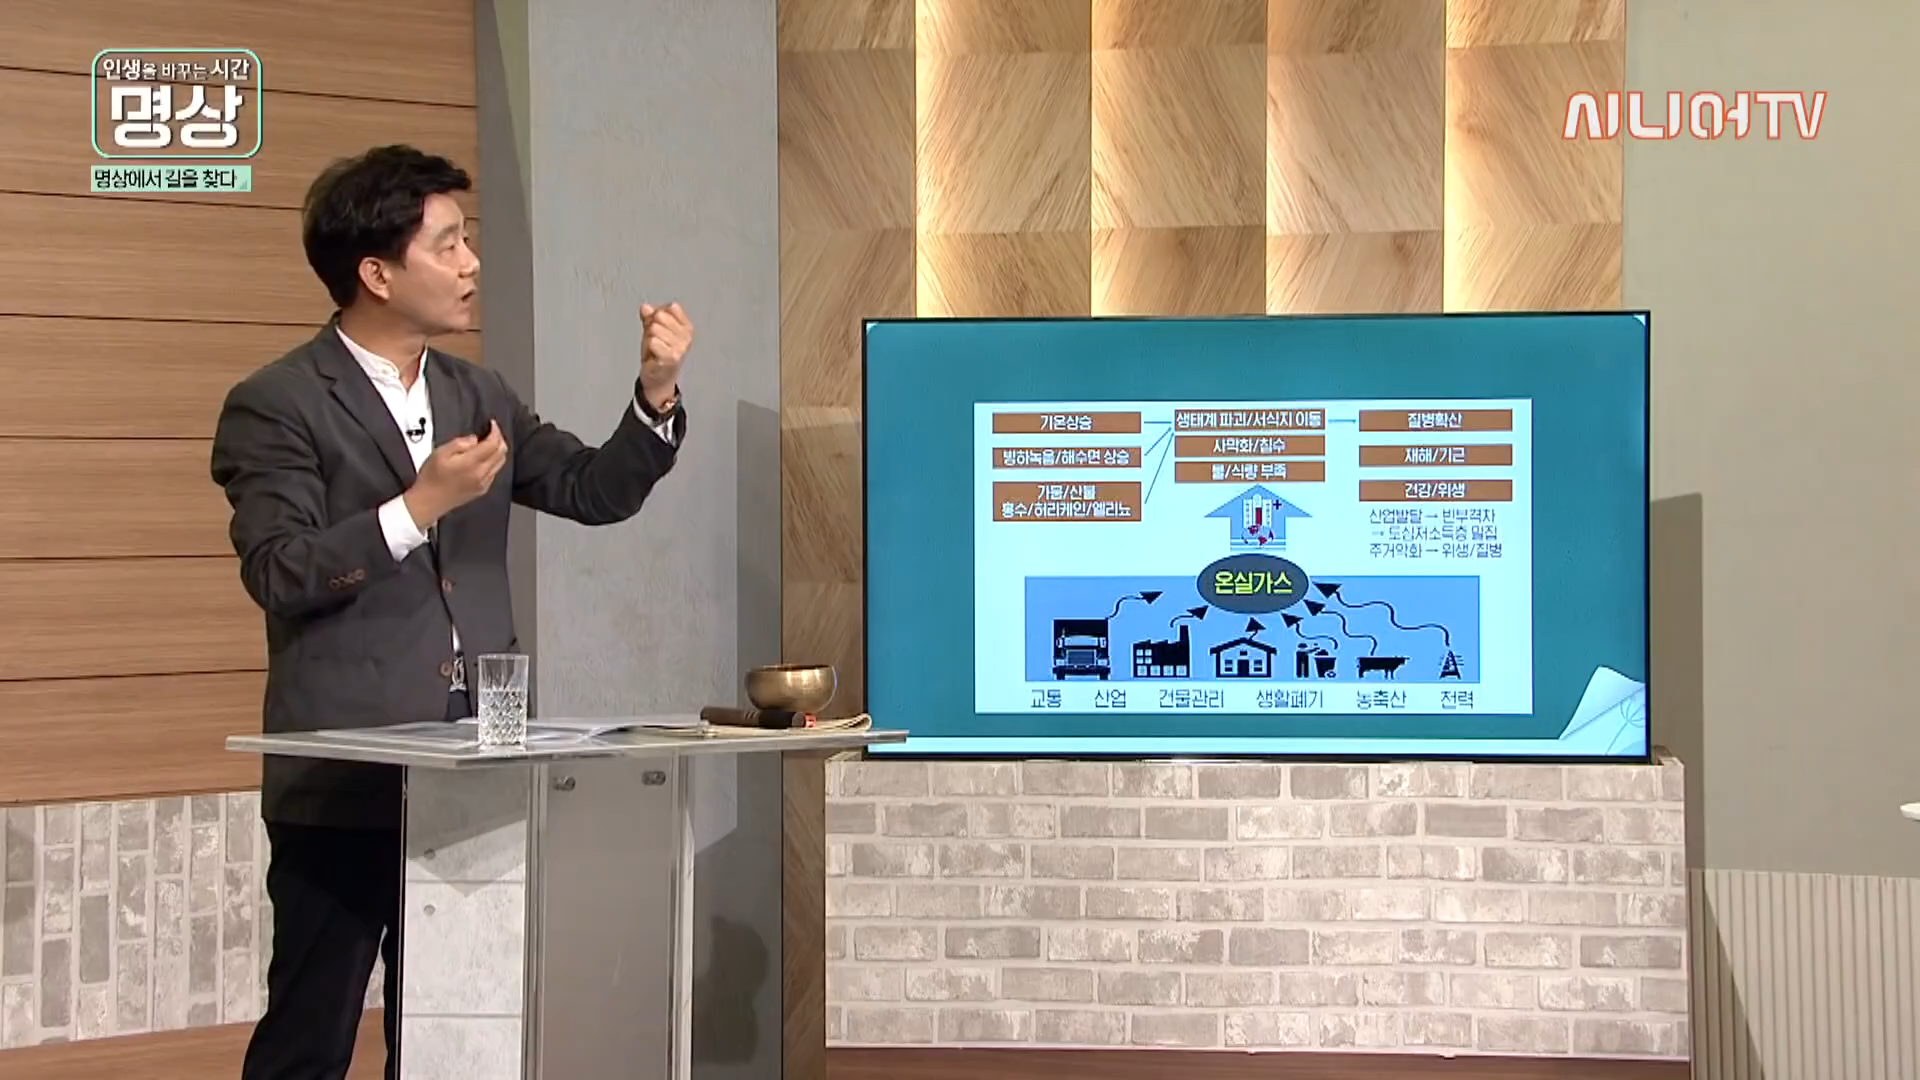 인생을 바꾸는 시간
명상
명상에서 길을 찾다
시니어TV
기온상승
빙하녹음/해수면 상승
가뭄/산불
홍수/허리케인/엘리뇨
생태계 파괴/서식지 이동
사막화/침수
물/식량 부족
질병확산
재해/기근
건강/위생
산업발달 → 빈부격차
→ 도심저소득층 밀집
주거악화 → 위생/질병
온실가스
교통 산업 건물관리 생활폐기 농축산 전력